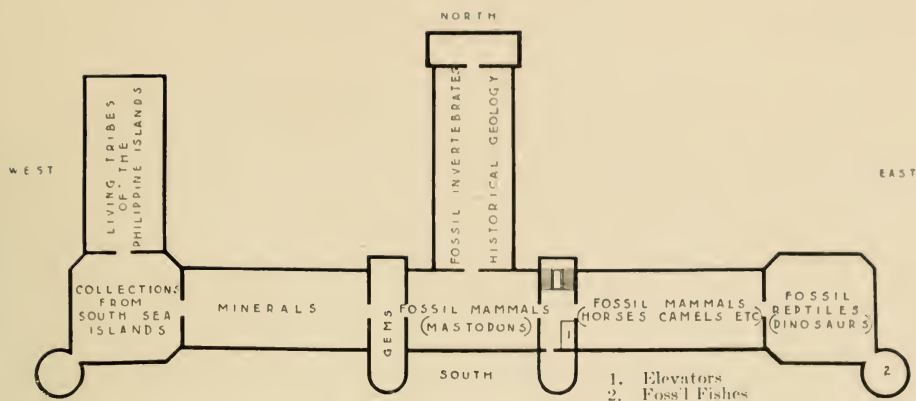 NORTH
WEST
EAST
LIVING TRIBES
OF THE
PHILIPPINE ISLANDS
FOSSIL INVERTEBRATES
HISTORICAL GEOLOGY
COLLECTIONS
FROM
SOUTH SEA
ISLANDS
MINERALS
GEMS
FOSSIL MAMMALS
(MASTODONS)
1
FOSSIL MAMMALS
(HORSES CAMELS ETC)
FOSSIL
REPTILES
(DINOSAURS)
2
SOUTH
1. Elevators
2. Foss'l Fishes